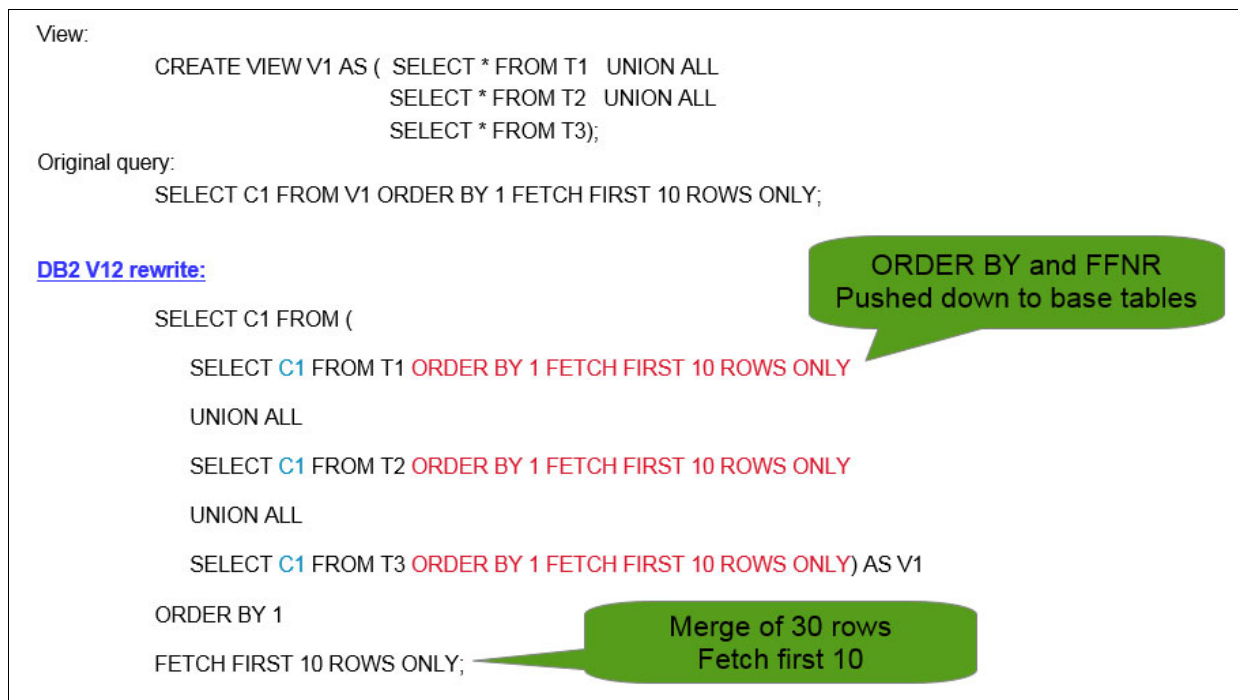 View:
CREATE VIEW V1 AS ( SELECT * FROM T1 UNION ALL
SELECT * FROM T2 UNION ALL
SELECT * FROM T3);
Original query:
SELECT C1 FROM V1 ORDER BY 1 FETCH FIRST 10 ROWS ONLY;
ORDER BY and FFNR
Pushed down to base tables
DB2 V12 rewrite:
SELECT C1 FROM (
SELECT C1 FROM T1 ORDER BY 1 FETCH FIRST 10 ROWS ONLY
UNION ALL
SELECT C1 FROM T2 ORDER BY 1 FETCH FIRST 10 ROWS ONLY
UNION ALL
SELECT C1 FROM T3 ORDER BY 1 FETCH FIRST 10 ROWS ONLY) AS V1
ORDER BY 1
FETCH FIRST 10 ROWS ONLY;
Merge of 30 rows
Fetch first 10